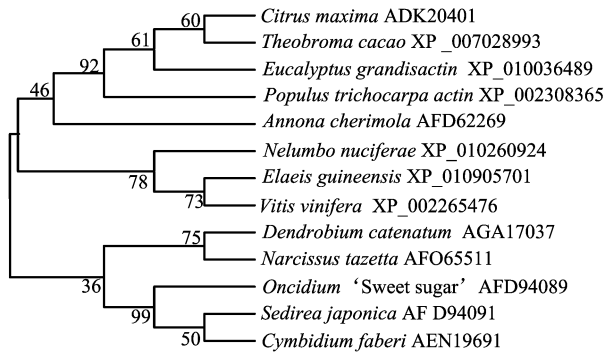 60 Citrus maxima ADK20401
Theobroma cacao XP _007028993
61
Eucalyptus grandisactin XP_010036489
92
Populus trichocarpa actin XP_002308365
46
Annona cherimola AFD62269
Nelumbo nuciferae XP_010260924
78
Elaeis guineensis XP_010905701
73
Vitis vinifera XP_002265476
75
Dendrobium catenatum AGA17037
Narcissus tazetta AFO65511
36
Oncidium ‘Sweet sugar’ AFD94089
99
Sedirea japonica AF D94091
50
Cymbidium faberi AEN19691